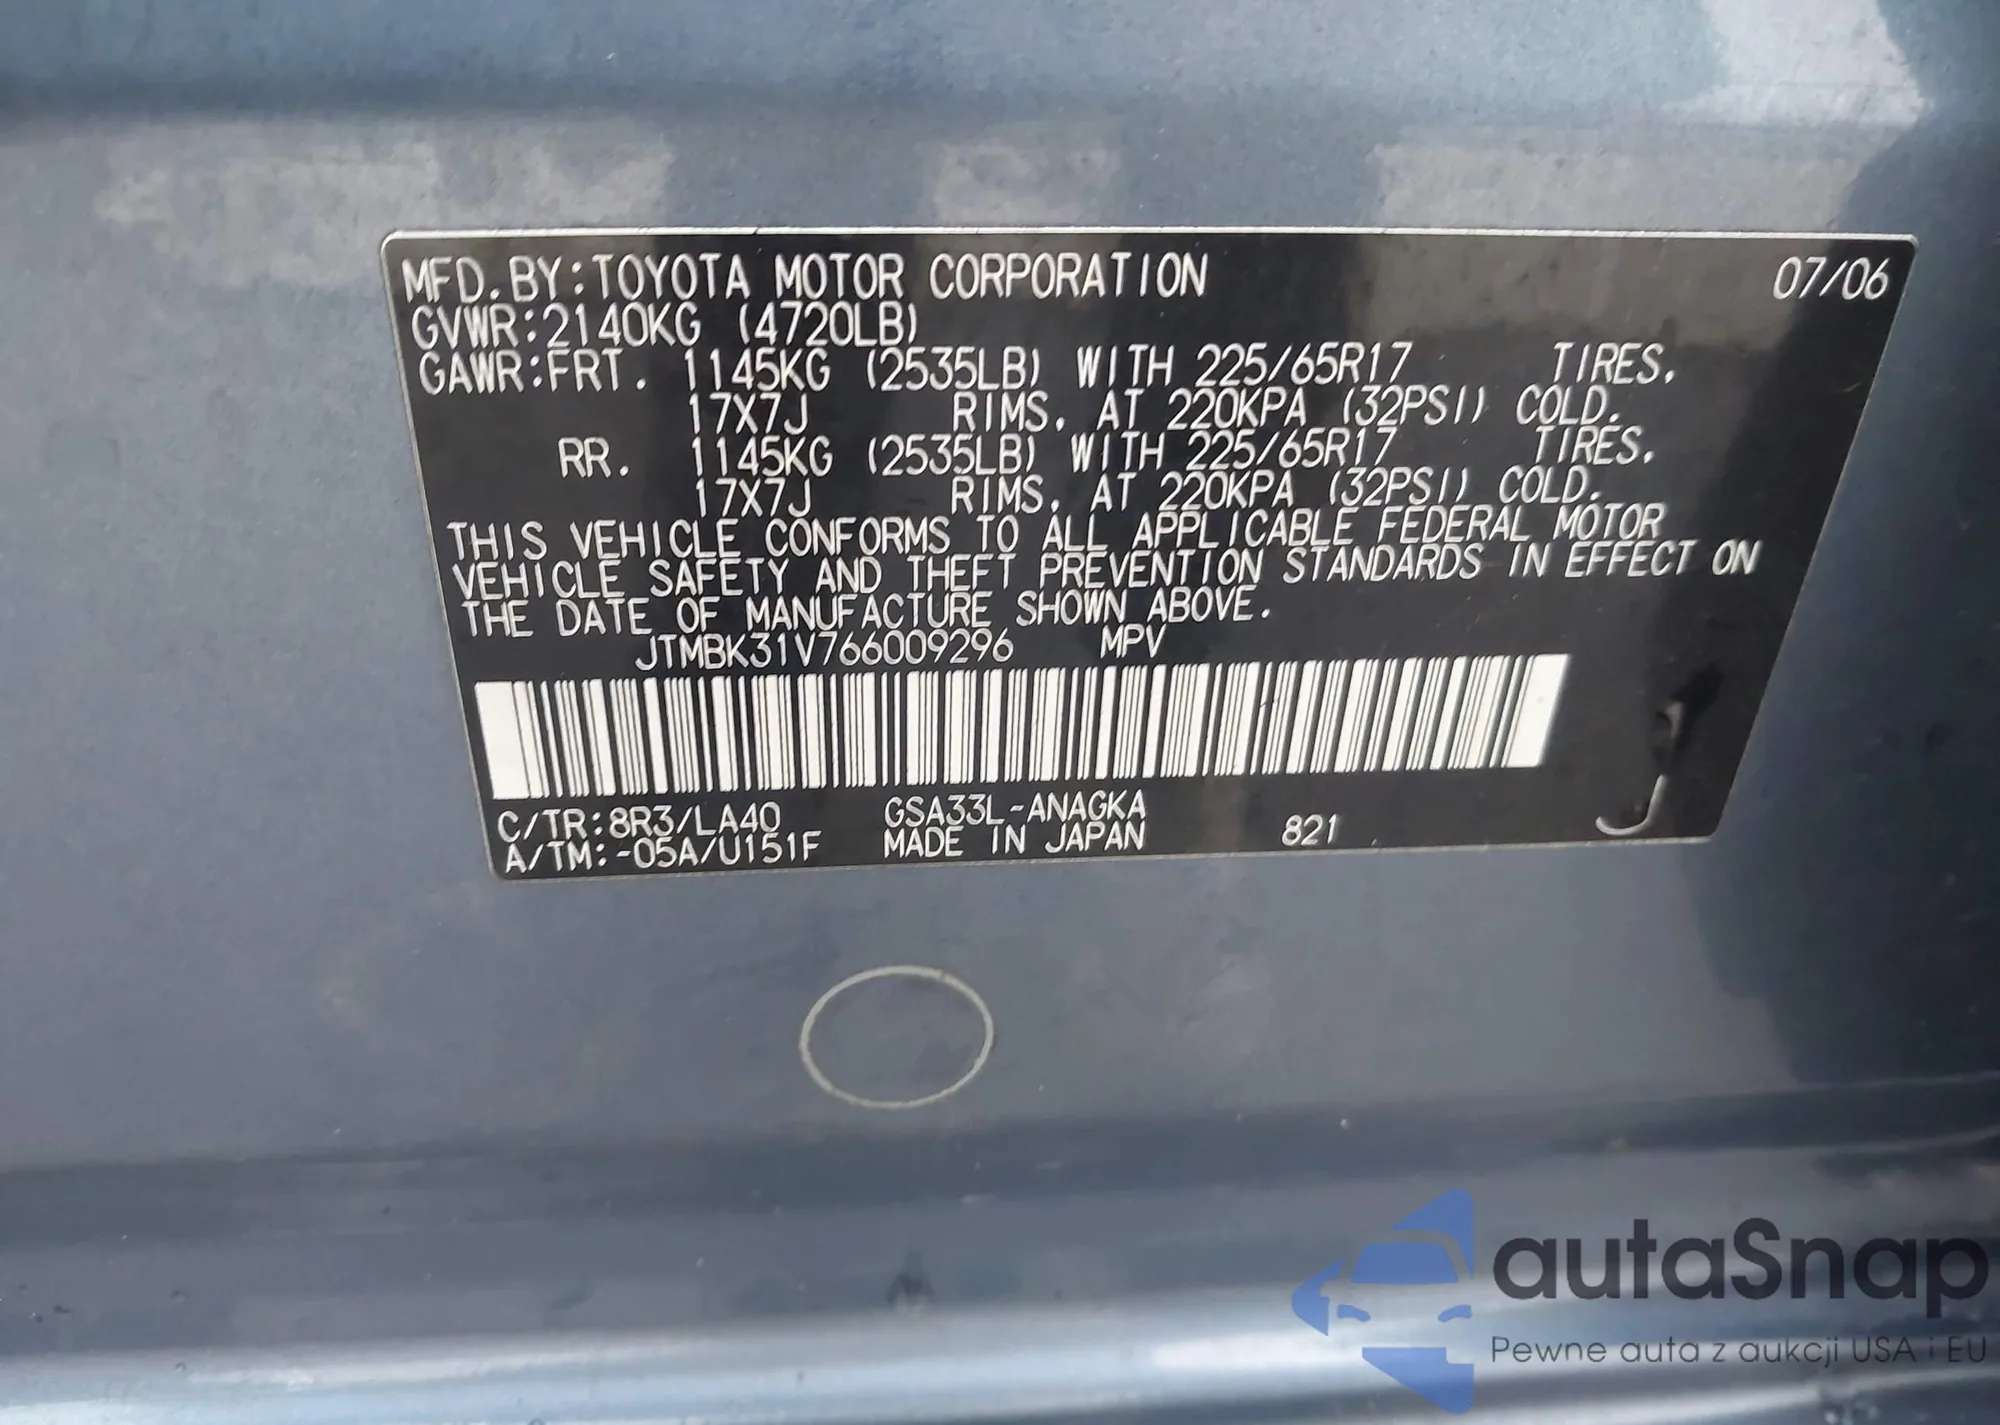 MFD. BY: TOYOTA MOTOR CORPORATION 07/06
GVWR: 2140KG (4720LB)
GAWR: FRT. 1145KG (2535LB) WITH 225/65R17 TIRES,
17X7J RIMS, AT 220KPA (32PSI) COLD.
RR. 1145KG (2535LB) WITH 225/65R17 TIRES,
17X7J RIMS, AT 220KPA (32PSI) COLD.
THIS VEHICLE CONFORMS TO ALL APPLICABLE FEDERAL MOTOR
VEHICLE SAFETY AND THEFT PREVENTION STANDARDS IN EFFECT ON
THE DATE OF MANUFACTURE SHOWN ABOVE.
JTMBK31V766009296 MPV
C/TR: 8R3/LA40 GSA33L-ANAGKA
A/TM: -05A/U151F MADE IN JAPAN 821
J
autaSnap
Pewne auta z aukcji USA i EU